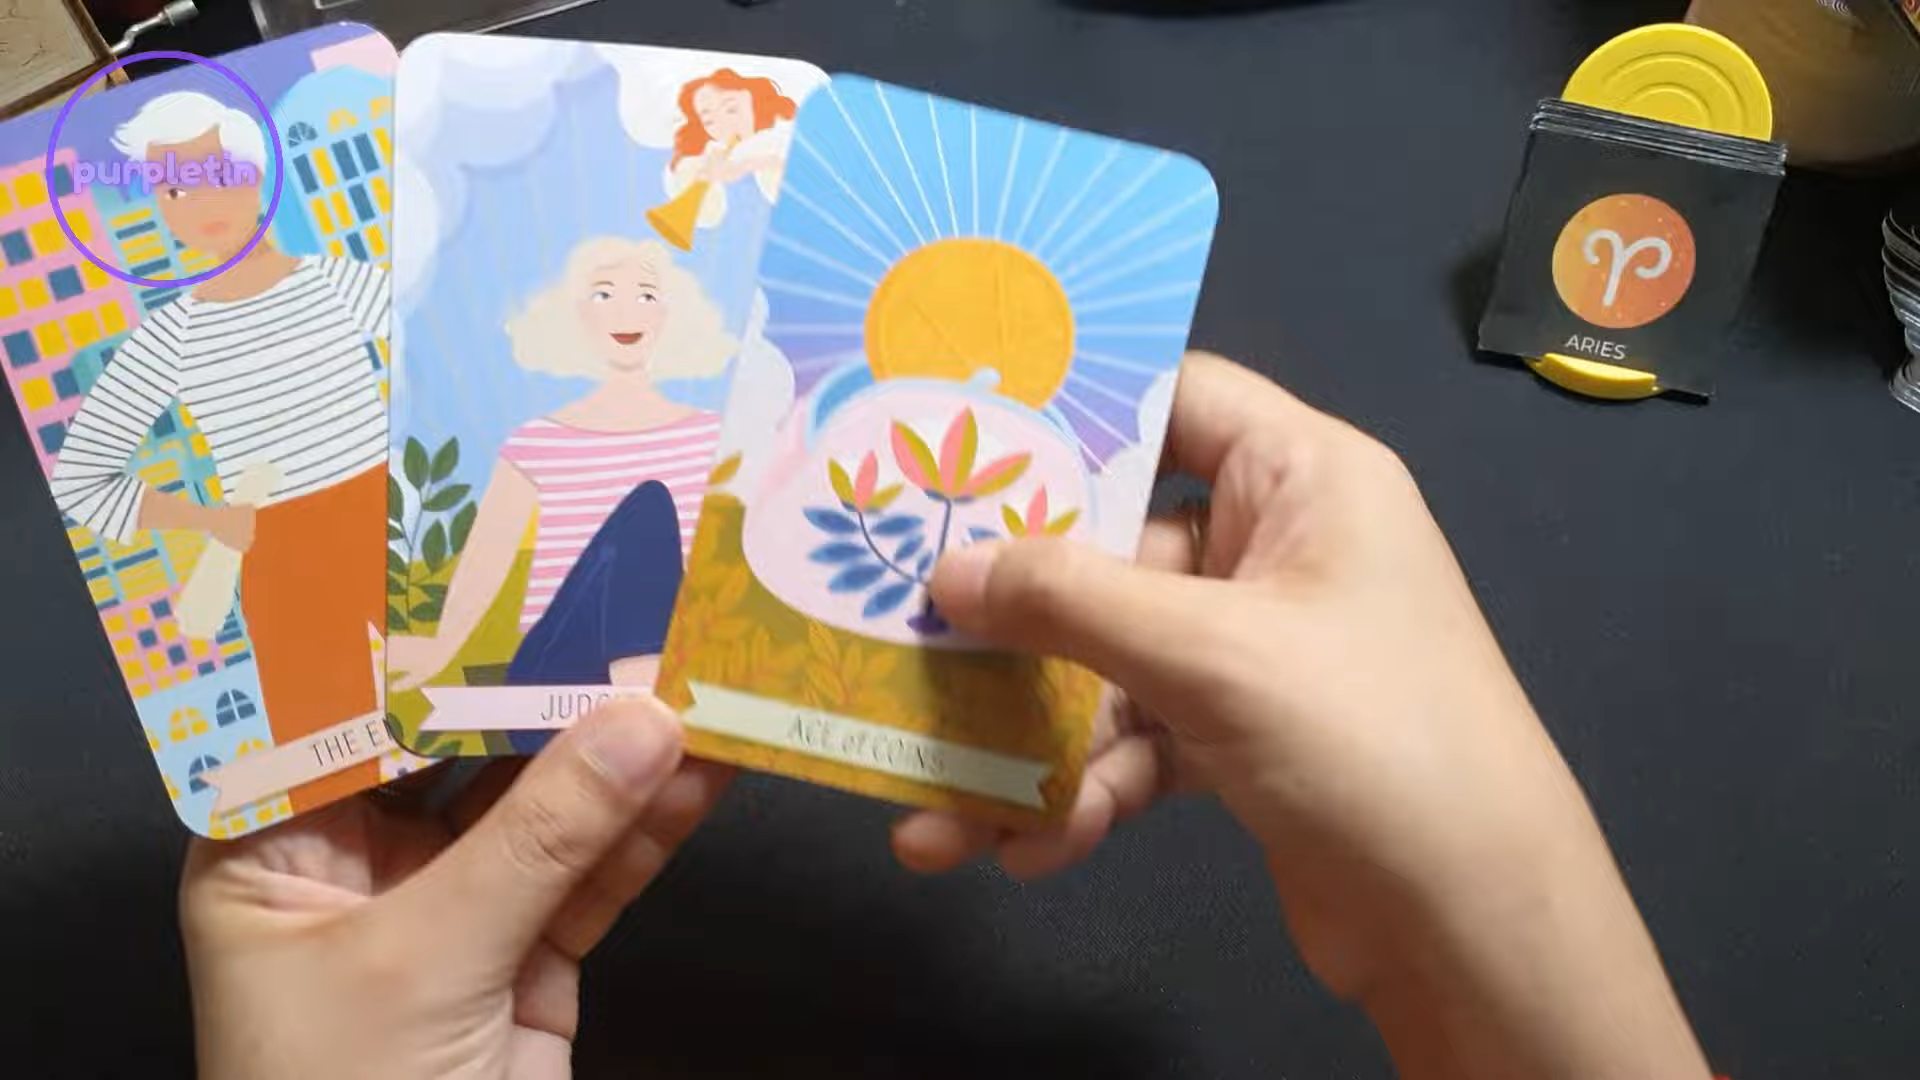 purpletin
THE E
JUDG
ACE of COINS
ARIES